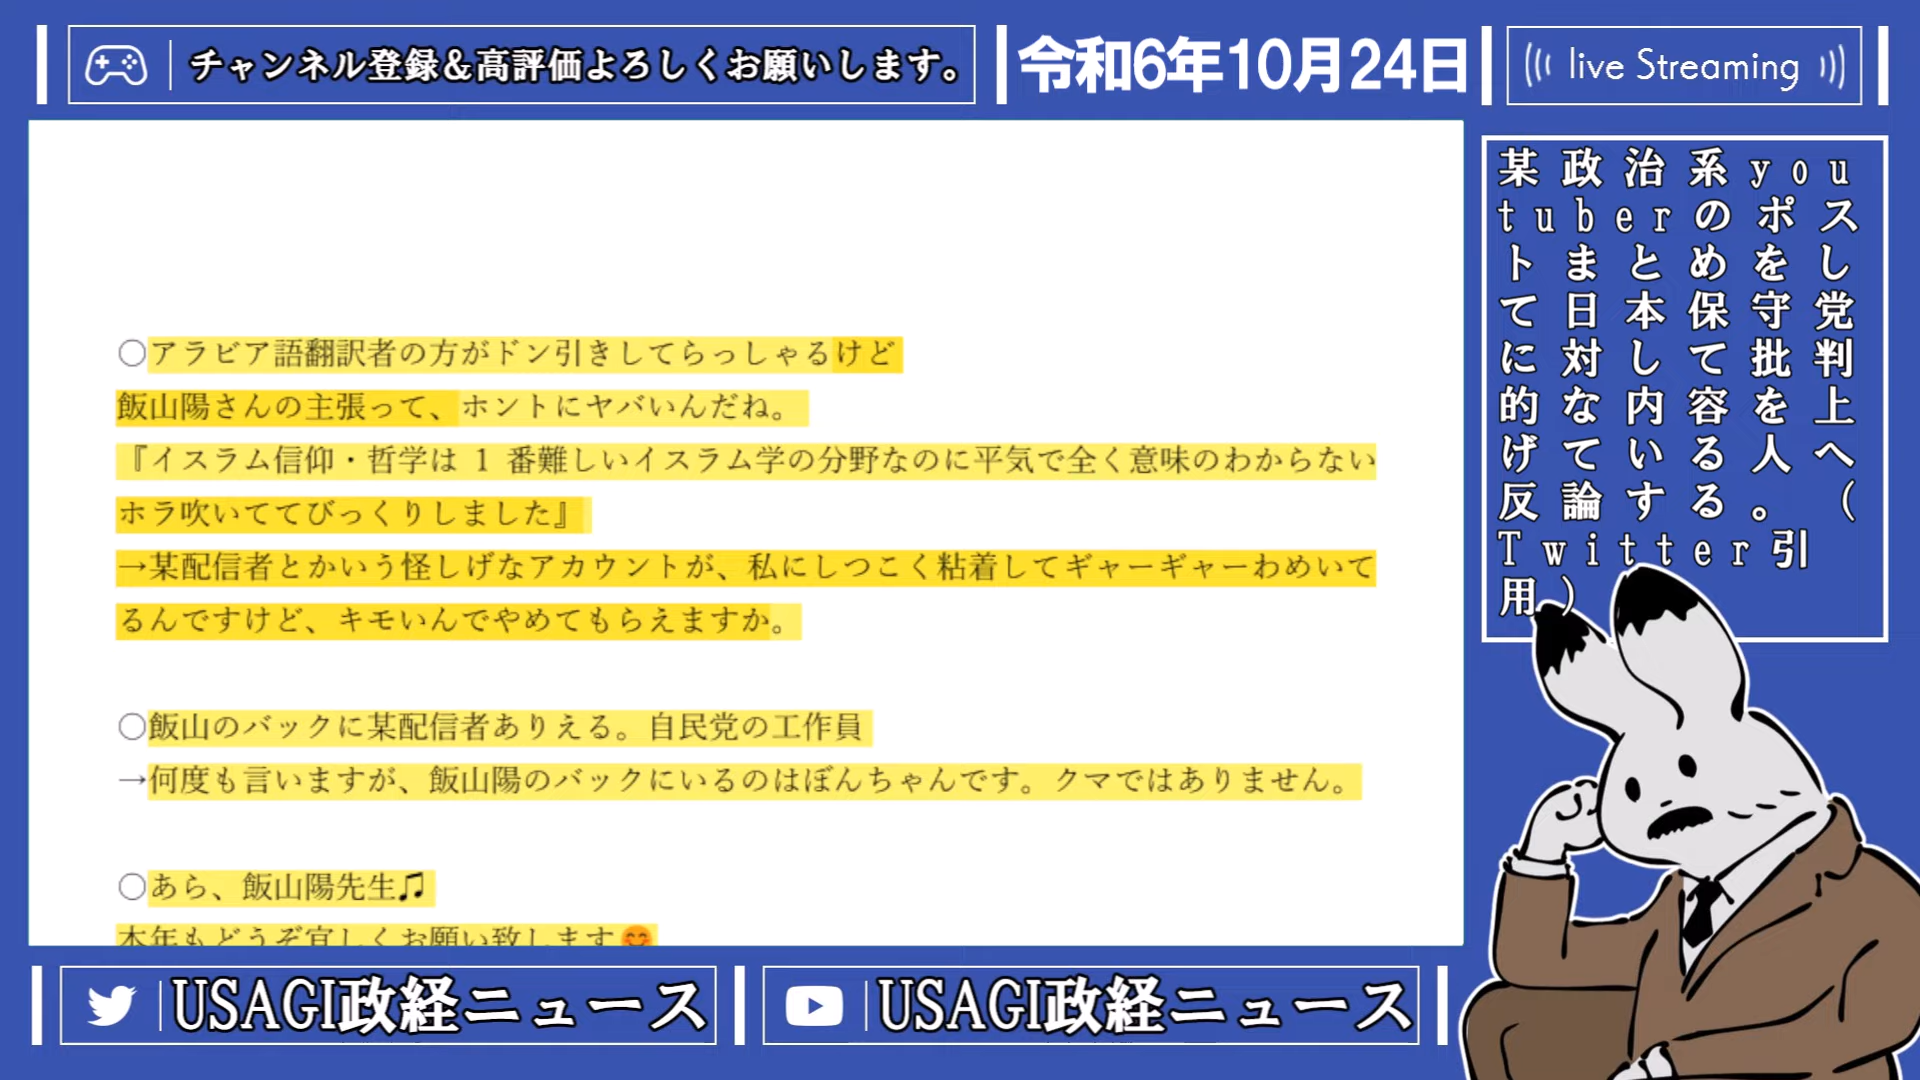 チャンネル登録&高評価よろしくお願いします。
令和6年10月24日
live Streaming
某政治系you
tuberのポス
トまとめをし
て日本保守党
に対して批判
的な内容を上
げている人へ
反論する。（
Twitter引
用）
○アラビア語翻訳者の方がドン引きしてらっしゃるけど
飯山陽さんの主張って、ホントにヤバいんだね。
『イスラム信仰・哲学は 1 番難しいイスラム学の分野なのに平気で全く意味のわからない
ホラ吹いててびっくりしました』
→某配信者とかいう怪しげなアカウントが、私にしつこく粘着してギャーギャーわめいて
るんですけど、キモいんでやめてもらえますか。
○飯山のバックに某配信者ありえる。自民党の工作員
→何度も言いますが、飯山陽のバックにいるのはぼんちゃんです。クマではありません。
○あら、飯山陽先生♫
本年もどうぞ宜しくお願い致します😊
USAGI政経ニュース
USAGI政経ニュース